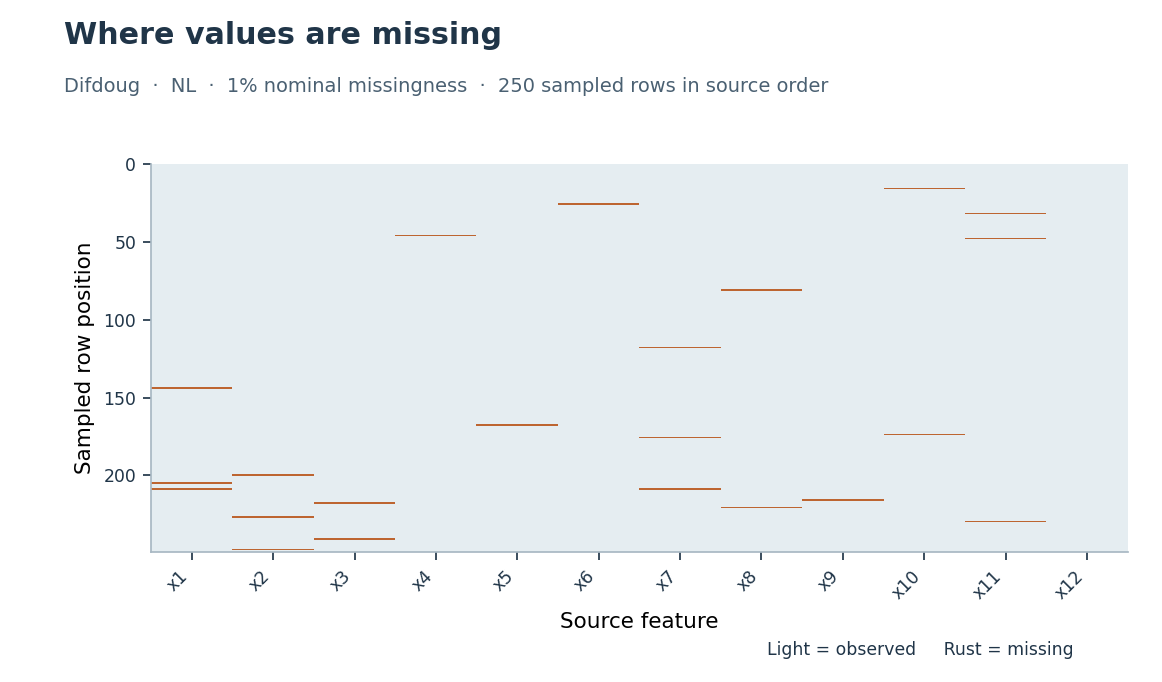 Where values are missing
Difdoug · NL · 1% nominal missingness · 250 sampled rows in source order
Sampled row position
0
50
100
150
200
x1 x2 x3 x4 x5 x6 x7 x8 x9 x10 x11 x12
Source feature
Light = observed Rust = missing